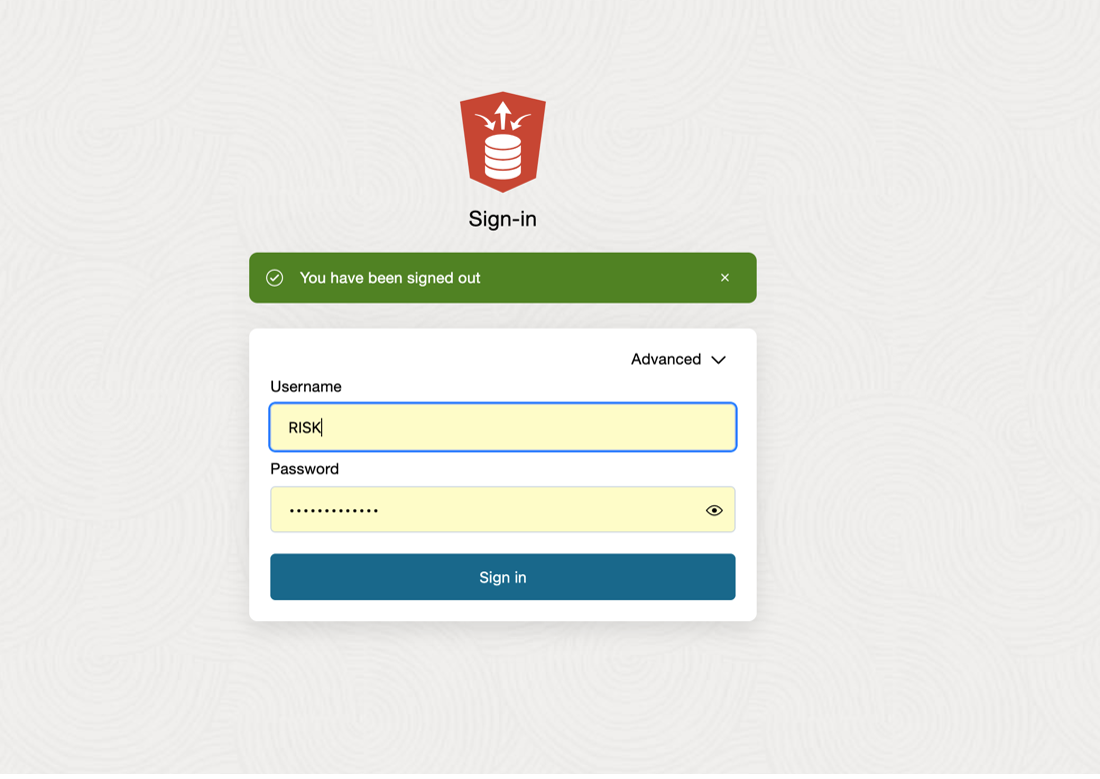 Sign-in
You have been signed out
Advanced
Username
RISK
Password
•••••••••••••
Sign in